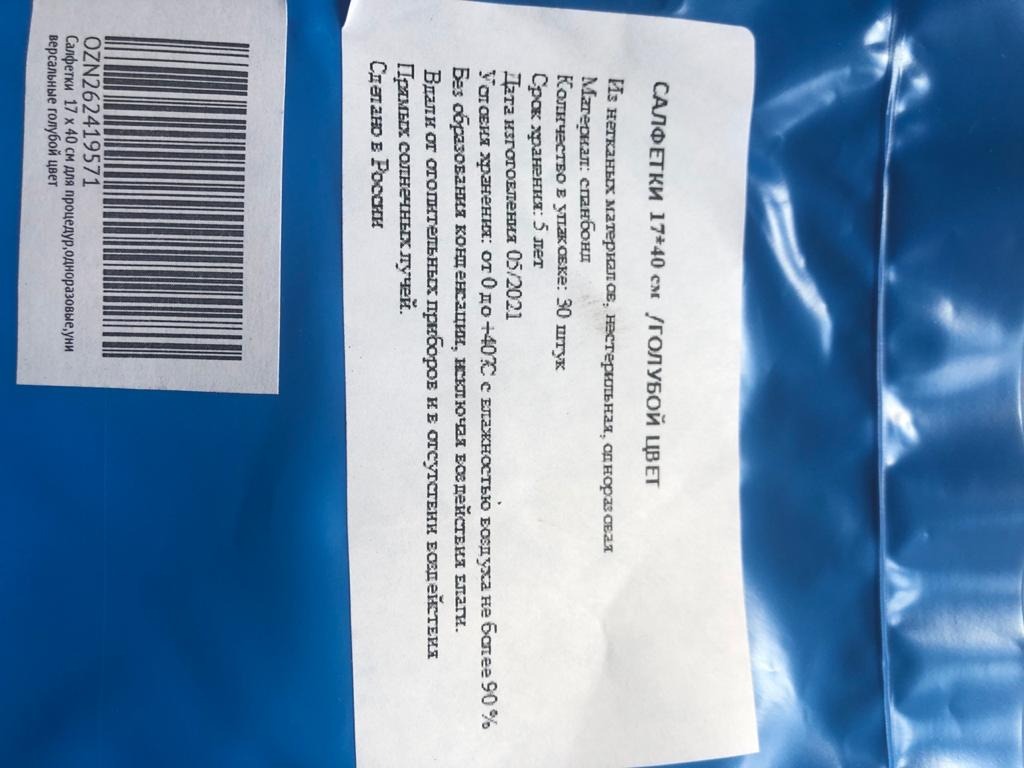 САЛФЕТКИ 17*40 см /ГОЛУБОЙ ЦВЕТ
Из нетканых материалов, нестерильная, одноразовая
Материал: спанбонд
Количество в упаковке: 30 штук
Срок хранения: 5 лет
Дата изготовления 05/2021
Условия хранения: от 0 до +40℃ с влажностью воздуха не более 90 %
Без образования конденсации, исключая воздействия влаги.
Вдали от отопительных приборов и в отсутствии воздействия
Прямых солнечных лучей.
Сделано в России
OZN262419571
Салфетки 17 х 40 см для процедур,одноразовые,уни
версальные голубой цвет